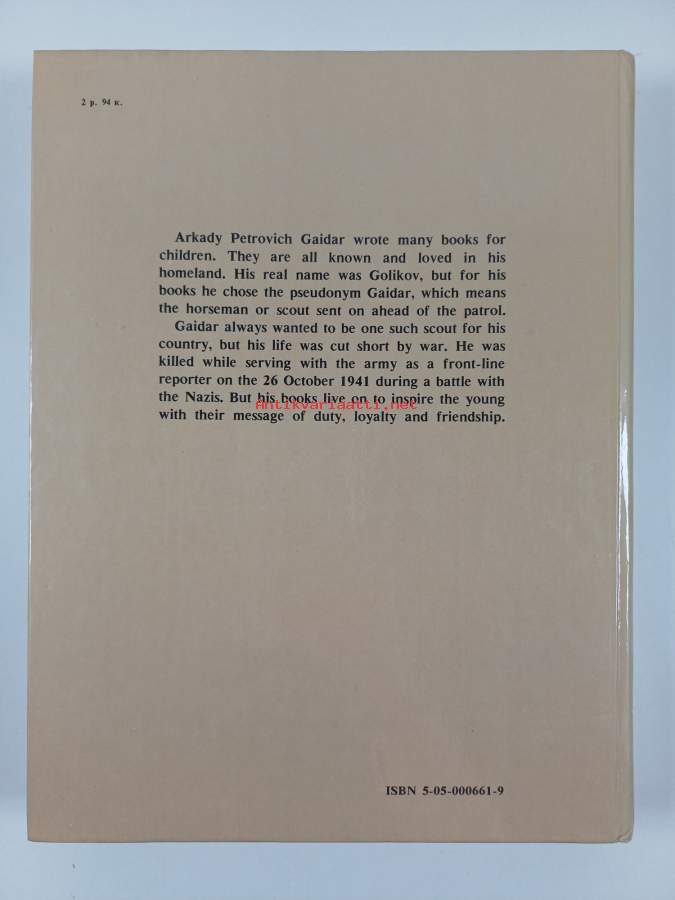 2 р. 94 к.
Arkady Petrovich Gaidar wrote many books for
children. They are all known and loved in his
homeland. His real name was Golikov, but for his
books he chose the pseudonym Gaidar, which means
the horseman or scout sent on ahead of the patrol.
Gaidar always wanted to be one such scout for his
country, but his life was cut short by war. He was
killed while serving with the army as a front-line
reporter on the 26 October 1941 during a battle with
the Nazis. But his books live on to inspire the young
Antikvariaatti.net
with their message of duty, loyalty and friendship.
ISBN 5-05-000661-9